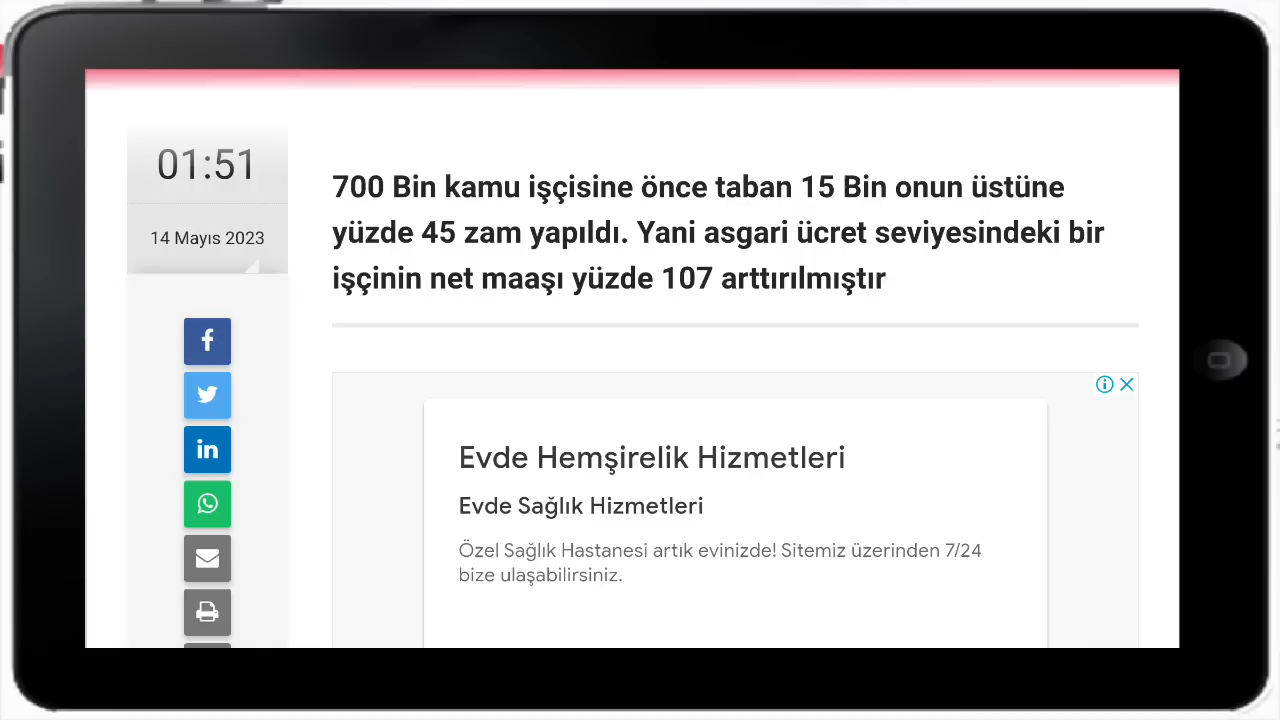 01:51
14 Mayıs 2023
700 Bin kamu işçisine önce taban 15 Bin onun üstüne
yüzde 45 zam yapıldı. Yani asgari ücret seviyesindeki bir
işçinin net maaşı yüzde 107 arttırılmıştır
Evde Hemşirelik Hizmetleri
Evde Sağlık Hizmetleri
Özel Sağlık Hastanesi artık evinizde! Sitemiz üzerinden 7/24
bize ulaşabilirsiniz.